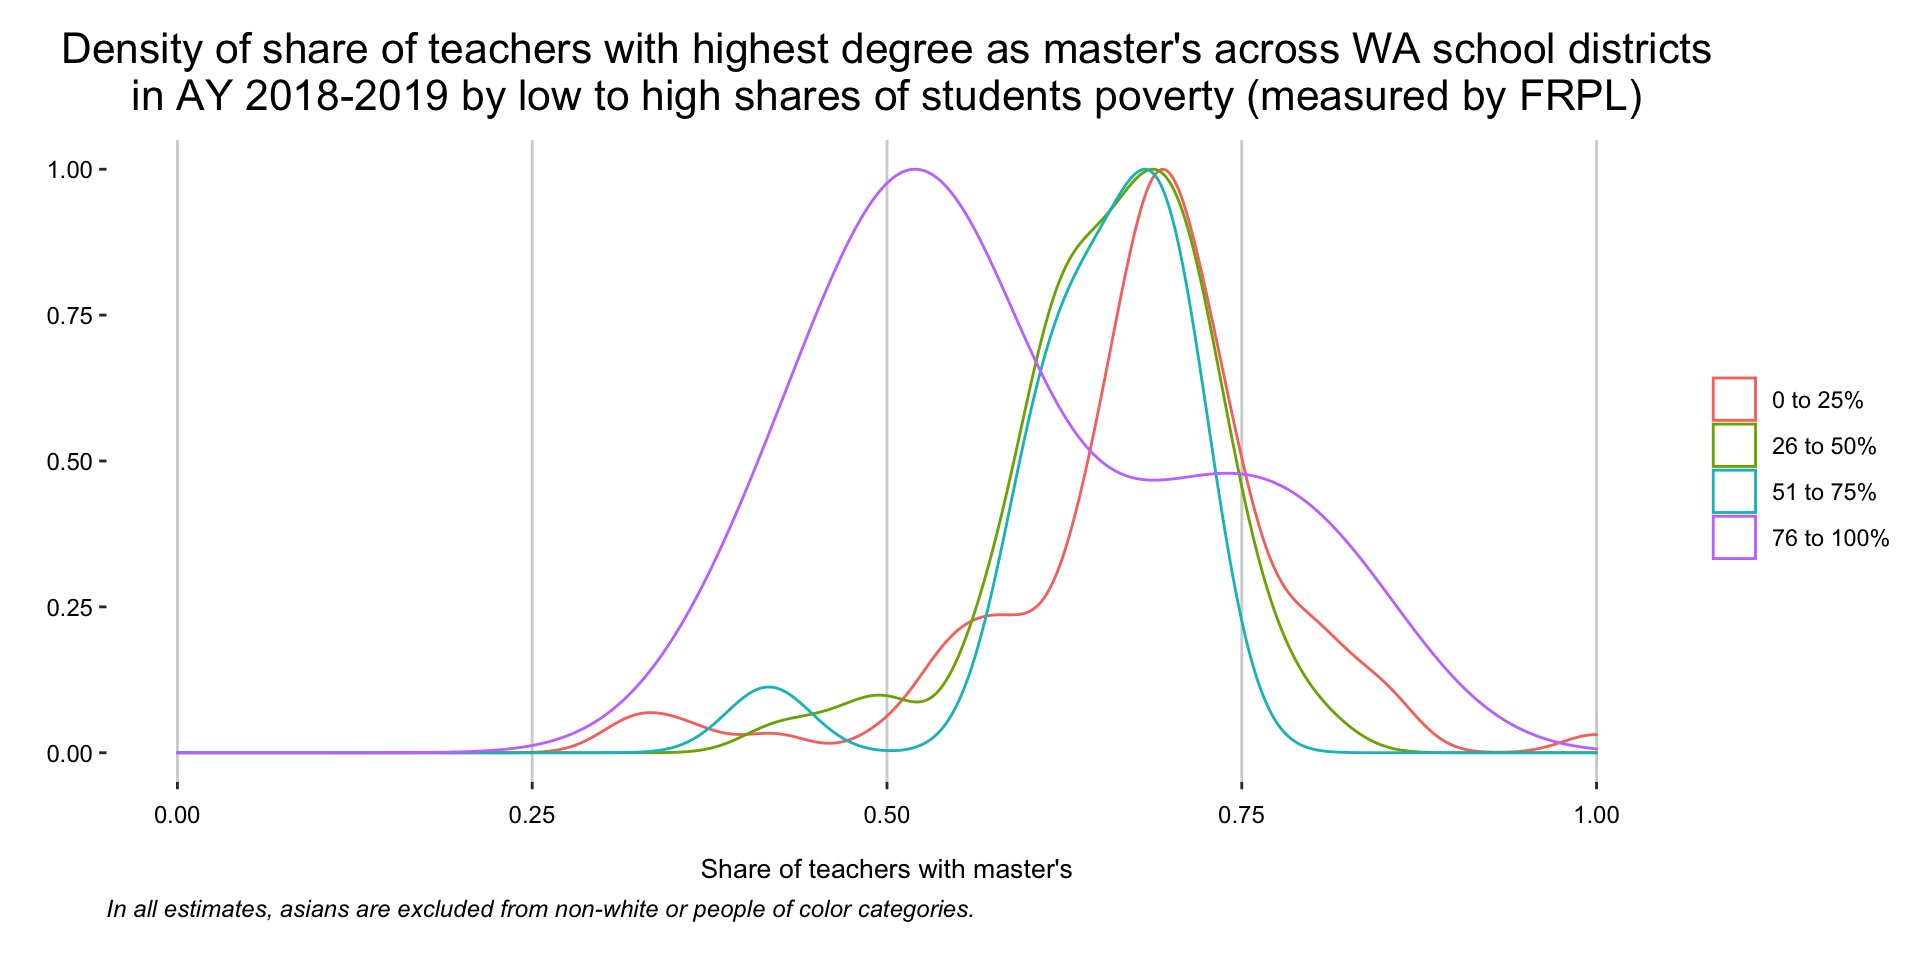 Density of share of teachers with highest degree as master's across WA school districts
in AY 2018-2019 by low to high shares of students poverty (measured by FRPL)
1.00
0.75
0.50
0.25
0.00
0.00 0.25 0.50 0.75 1.00
Share of teachers with master's
In all estimates, asians are excluded from non-white or people of color categories.
0 to 25%
26 to 50%
51 to 75%
76 to 100%